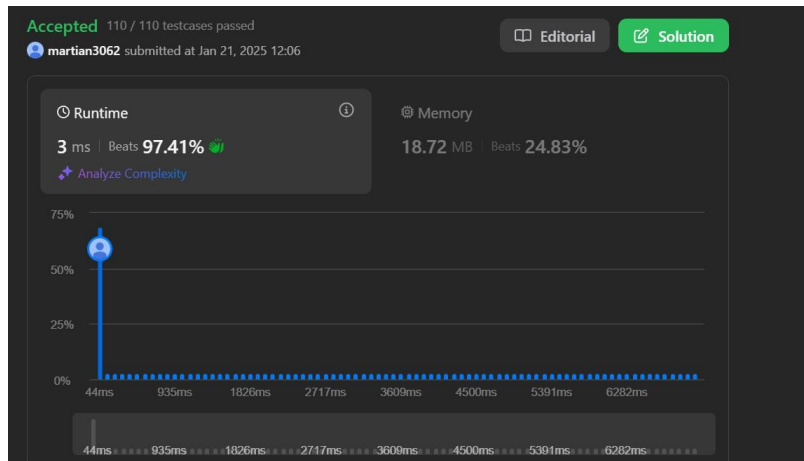 Accepted 110 / 110 testcases passed
martian3062 submitted at Jan 21, 2025 12:06
Editorial
Solution
Runtime
3 ms | Beats 97.41%
Analyze Complexity
Memory
18.72 MB | Beats 24.83%
75%
50%
25%
0%
44ms 935ms 1826ms 2717ms 3609ms 4500ms 5391ms 6282ms
44ms 935ms 1826ms 2717ms 3609ms 4500ms 5391ms 6282ms